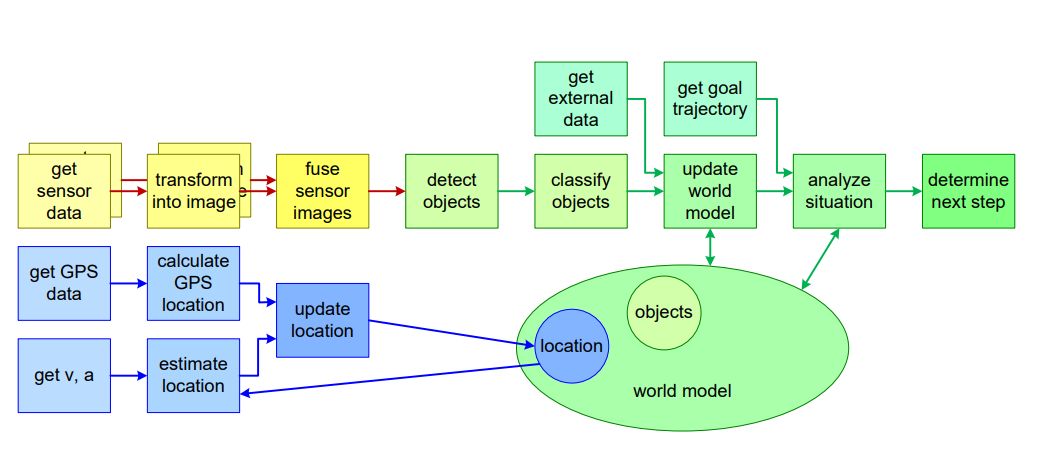 get
external
data
get goal
trajectory
get
sensor
data
transform
into image
fuse
sensor
images
detect
objects
classify
objects
update
world
model
analyze
situation
determine
next step
get GPS
data
calculate
GPS
location
update
location
get v, a
estimate
location
objects
location
world model